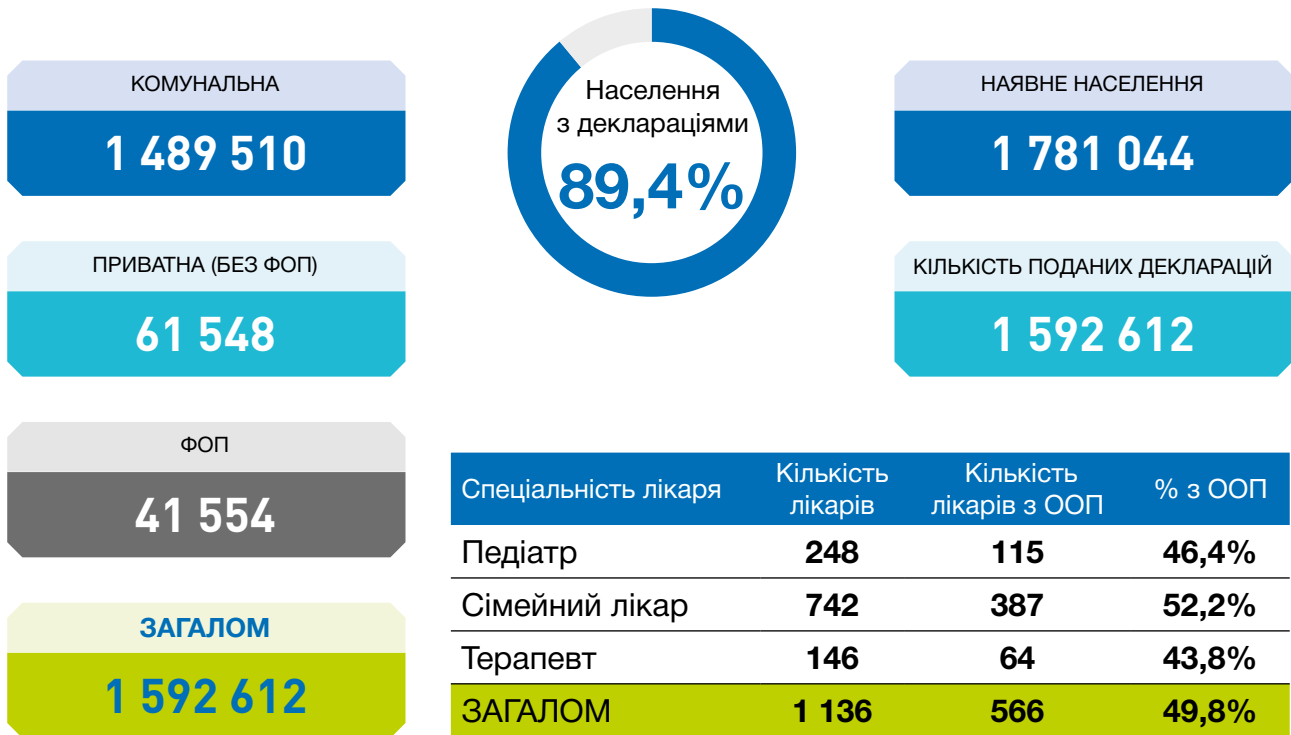 КОМУНАЛЬНА
1 489 510
ПРИВАТНА (БЕЗ ФОП)
61 548
ФОП
41 554
ЗАГАЛОМ
1 592 612
Населення
з деклараціями
89,4%
НАЯВНЕ НАСЕЛЕННЯ
1 781 044
КІЛЬКІСТЬ ПОДАНИХ ДЕКЛАРАЦІЙ
1 592 612
Спеціальність лікаря Кількість лікарів Кількість лікарів з ООП % з ООП
Педіатр 248 115 46,4%
Сімейний лікар 742 387 52,2%
Терапевт 146 64 43,8%
ЗАГАЛОМ 1 136 566 49,8%